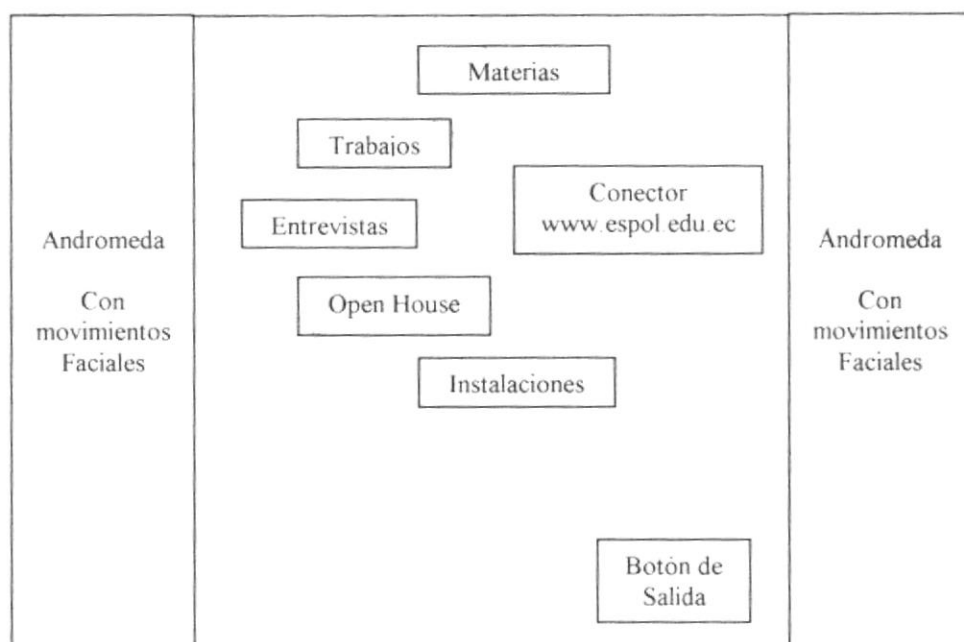 Andromeda
Con
movimientos
Faciales
Materias
Trabajos
Conector
www.espol.edu.ec
Entrevistas
Open House
Instalaciones
Botón de
Salida
Andromeda
Con
movimientos
Faciales